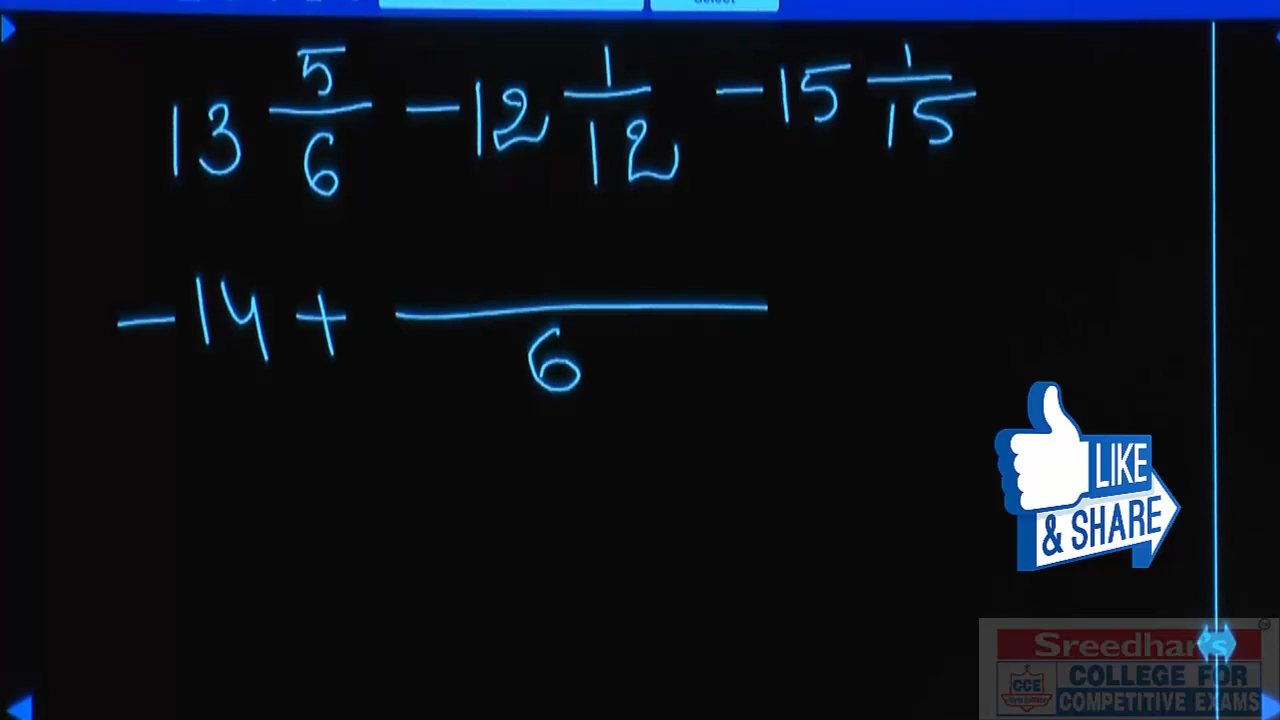 Select
13 5/6 - 12 1/12 - 15 1/15
-14 + /6
LIKE
& SHARE
Sreedhar's
CCE
COLLEGE FOR
COMPETITIVE EXAMS